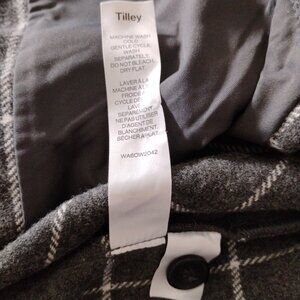 Tilley
MACHINE WASH
COLD
GENTLE CYCLE,
WASH
SEPARATELY,
DO NOT BLEACH,
DRY FLAT.
LAVER À LA
MACHINE À L'EAU
FROIDE
CYCLE DÉLICAT
LAVER
SÉPARÉMENT
NE PAS UTILISER
D'AGENT DE
BLANCHIMENT,
SÉCHER À PLAT.
WA6OW2042